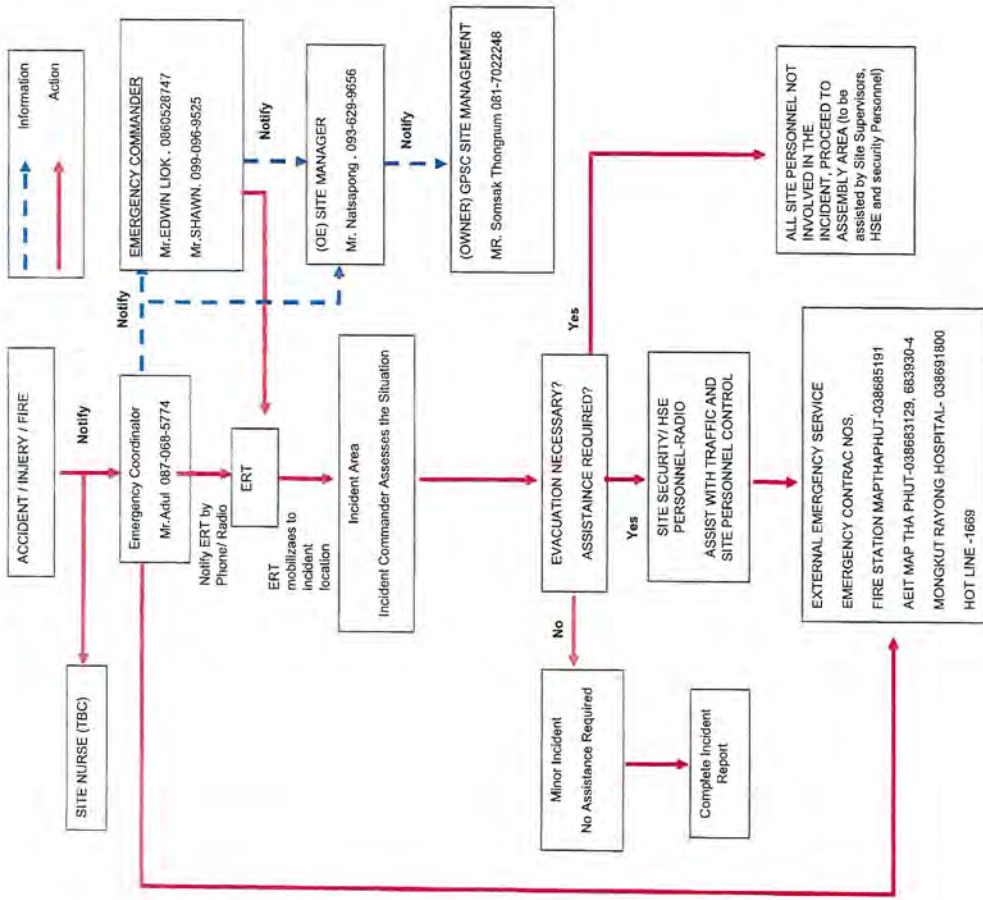 Information
Action
ACCIDENT / INJERY / FIRE
Notify
SITE NURSE (TBC)
Emergency Coordinator
Mr.Adul 087-068-5774
Notify
EMERGENCY COMMANDER
Mr.EDWIN LIOK . 0860528747
Mr.SHAWN. 099-096-9525
Notify
Notify ERT by
Phone/ Radio
ERT
ERT
mobilizaes to
incident
location
(OE) SITE MANAGER
Mr. Natsapong . 093-6229-9656
Notify
Incident Area
Incident Commander Assesses the Situation
(OWNER) GPSC SITE MANAGEMENT
MR. Somsak Thongnum 081-7022248
EVACUATION NECESSARY?
ASSISTAINCE REQUIRED?
Yes
No
Yes
Minor Incident
No Assistance Required
Complete Incident
Report
SITE SECURITY/ HSE
PERSONNEL-RADIO
ASSIST WITH TRAFFIC AND
SITE PERSONNEL CONTROL
ALL SITE PERSONNEL NOT
INVOLVED IN THE
INCIDENT, PROCEED TO
ASSEMBLY AREA (to be
assisted by Site Supervisors,
HSE and security Personnel)
EXTERNAL EMERGENCY SERVICE
EMERGENCY CONTRAC NOS.
FIRE STATION MAPTHAPHUT-038685191
AEIT MAP THA PHUT-038683129, 683930-4
MONGKUT RAYONG HOSPITAL- 038691800
HOT LINE -1669